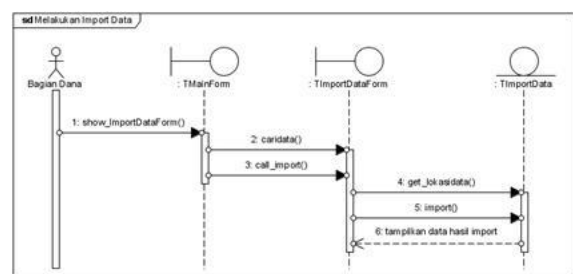 sd Melakukan Import Data
Bagian Dana
: TMainForm
: TImportDataForm
: TImportData
1: show_ImportDataForm()
2: caridata()
3: call_import()
4: get_lokasidata()
5: import()
6: tampilkan data hasil import